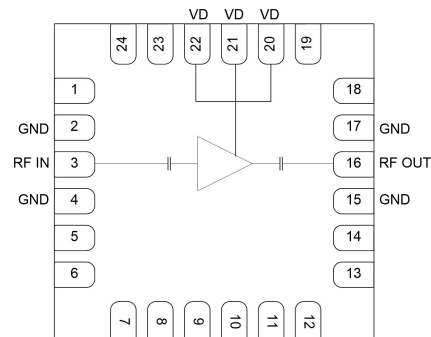 VD VD VD
24 23 22 21 20 19
1 18
GND 2 17 GND
RF IN 3 16 RF OUT
GND 4 15 GND
5 14
6 13
7 8 9 10 11 12